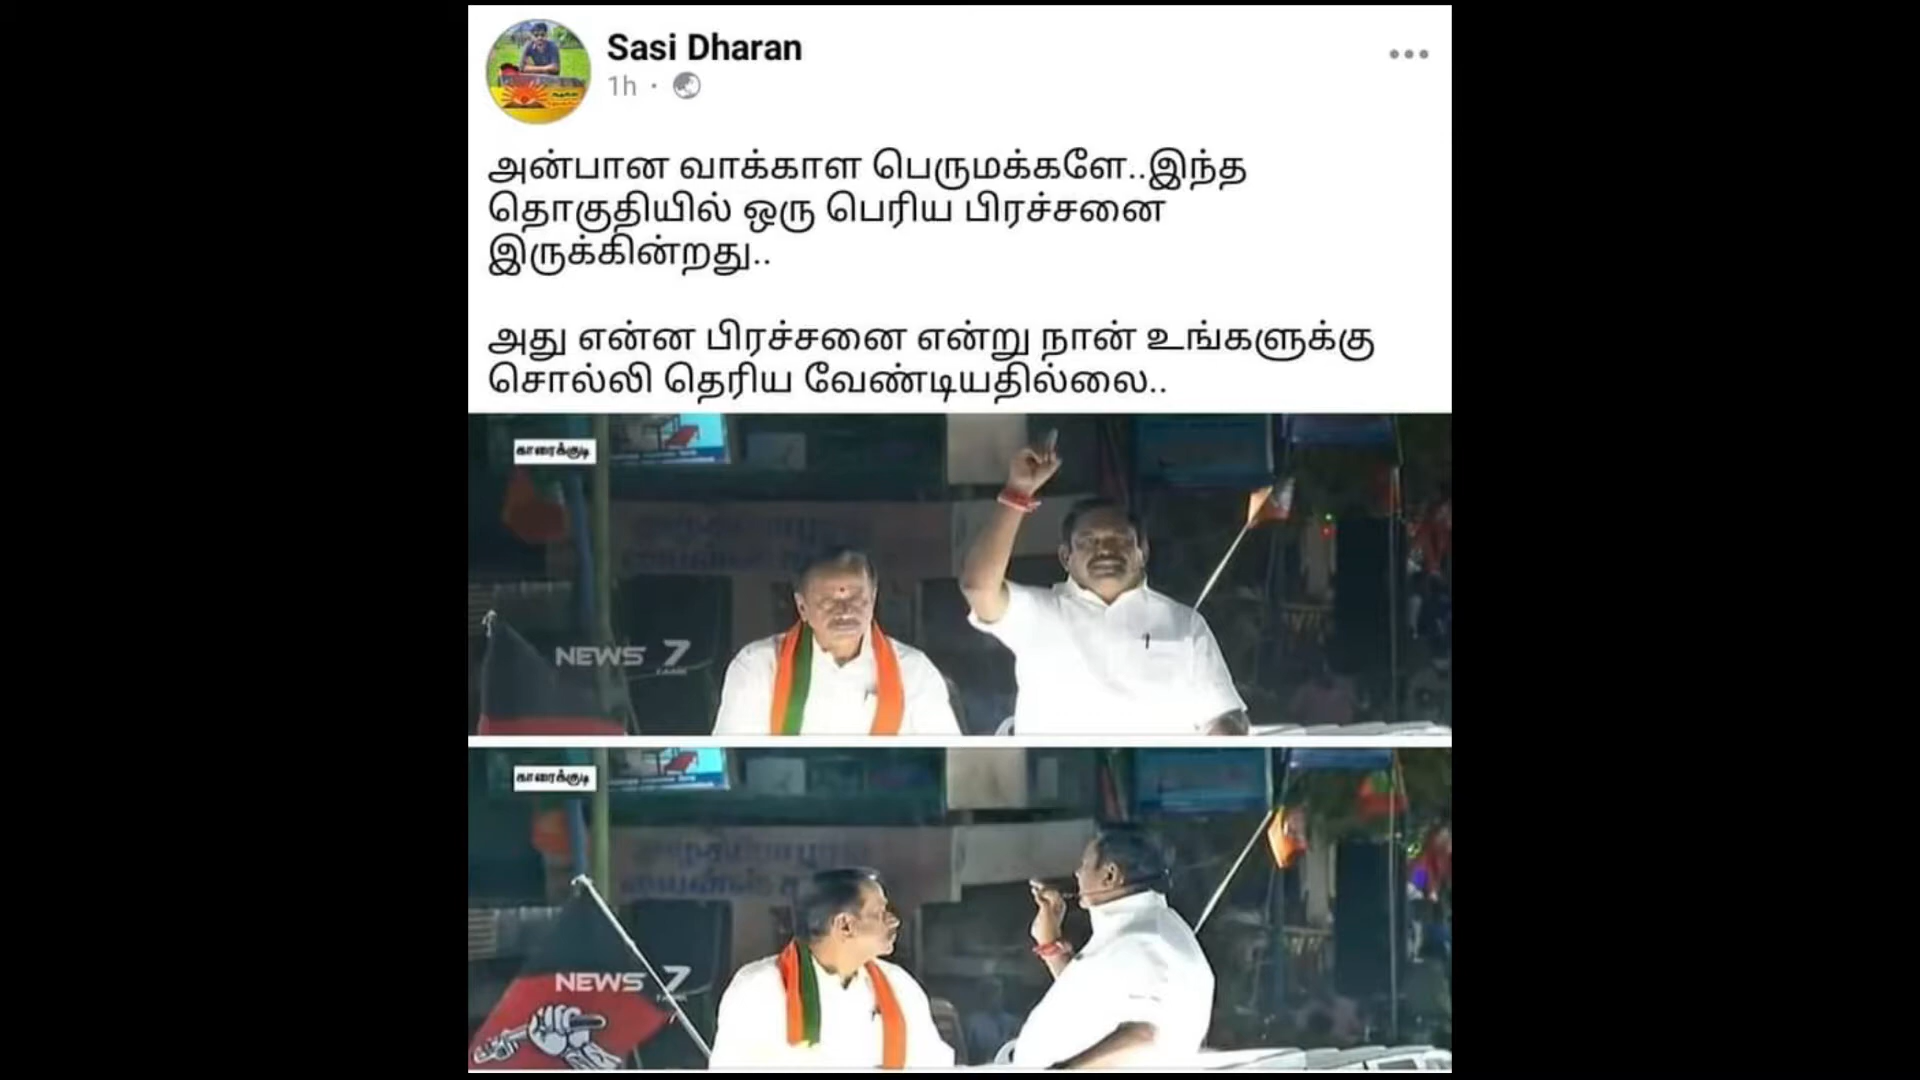 Sasi Dharan
1h ·
அன்பான வாக்காள பெருமக்களே..இந்த
தொகுதியில் ஒரு பெரிய பிரச்சனை
இருக்கின்றது..
அது என்ன பிரச்சனை என்று நான் உங்களுக்கு
சொல்லி தெரிய வேண்டியதில்லை..
காரைக்குடி
NEWS 7
காரைக்குடி
NEWS 7